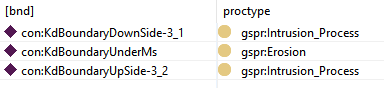 [bnd] proctype
con:KdBoundaryDownSide-3_1 gspr:Intrusion_Process
con:KdBoundaryUnderMs gspr:Erosion
con:KdBoundaryUpSide-3_2 gspr:Intrusion_Process